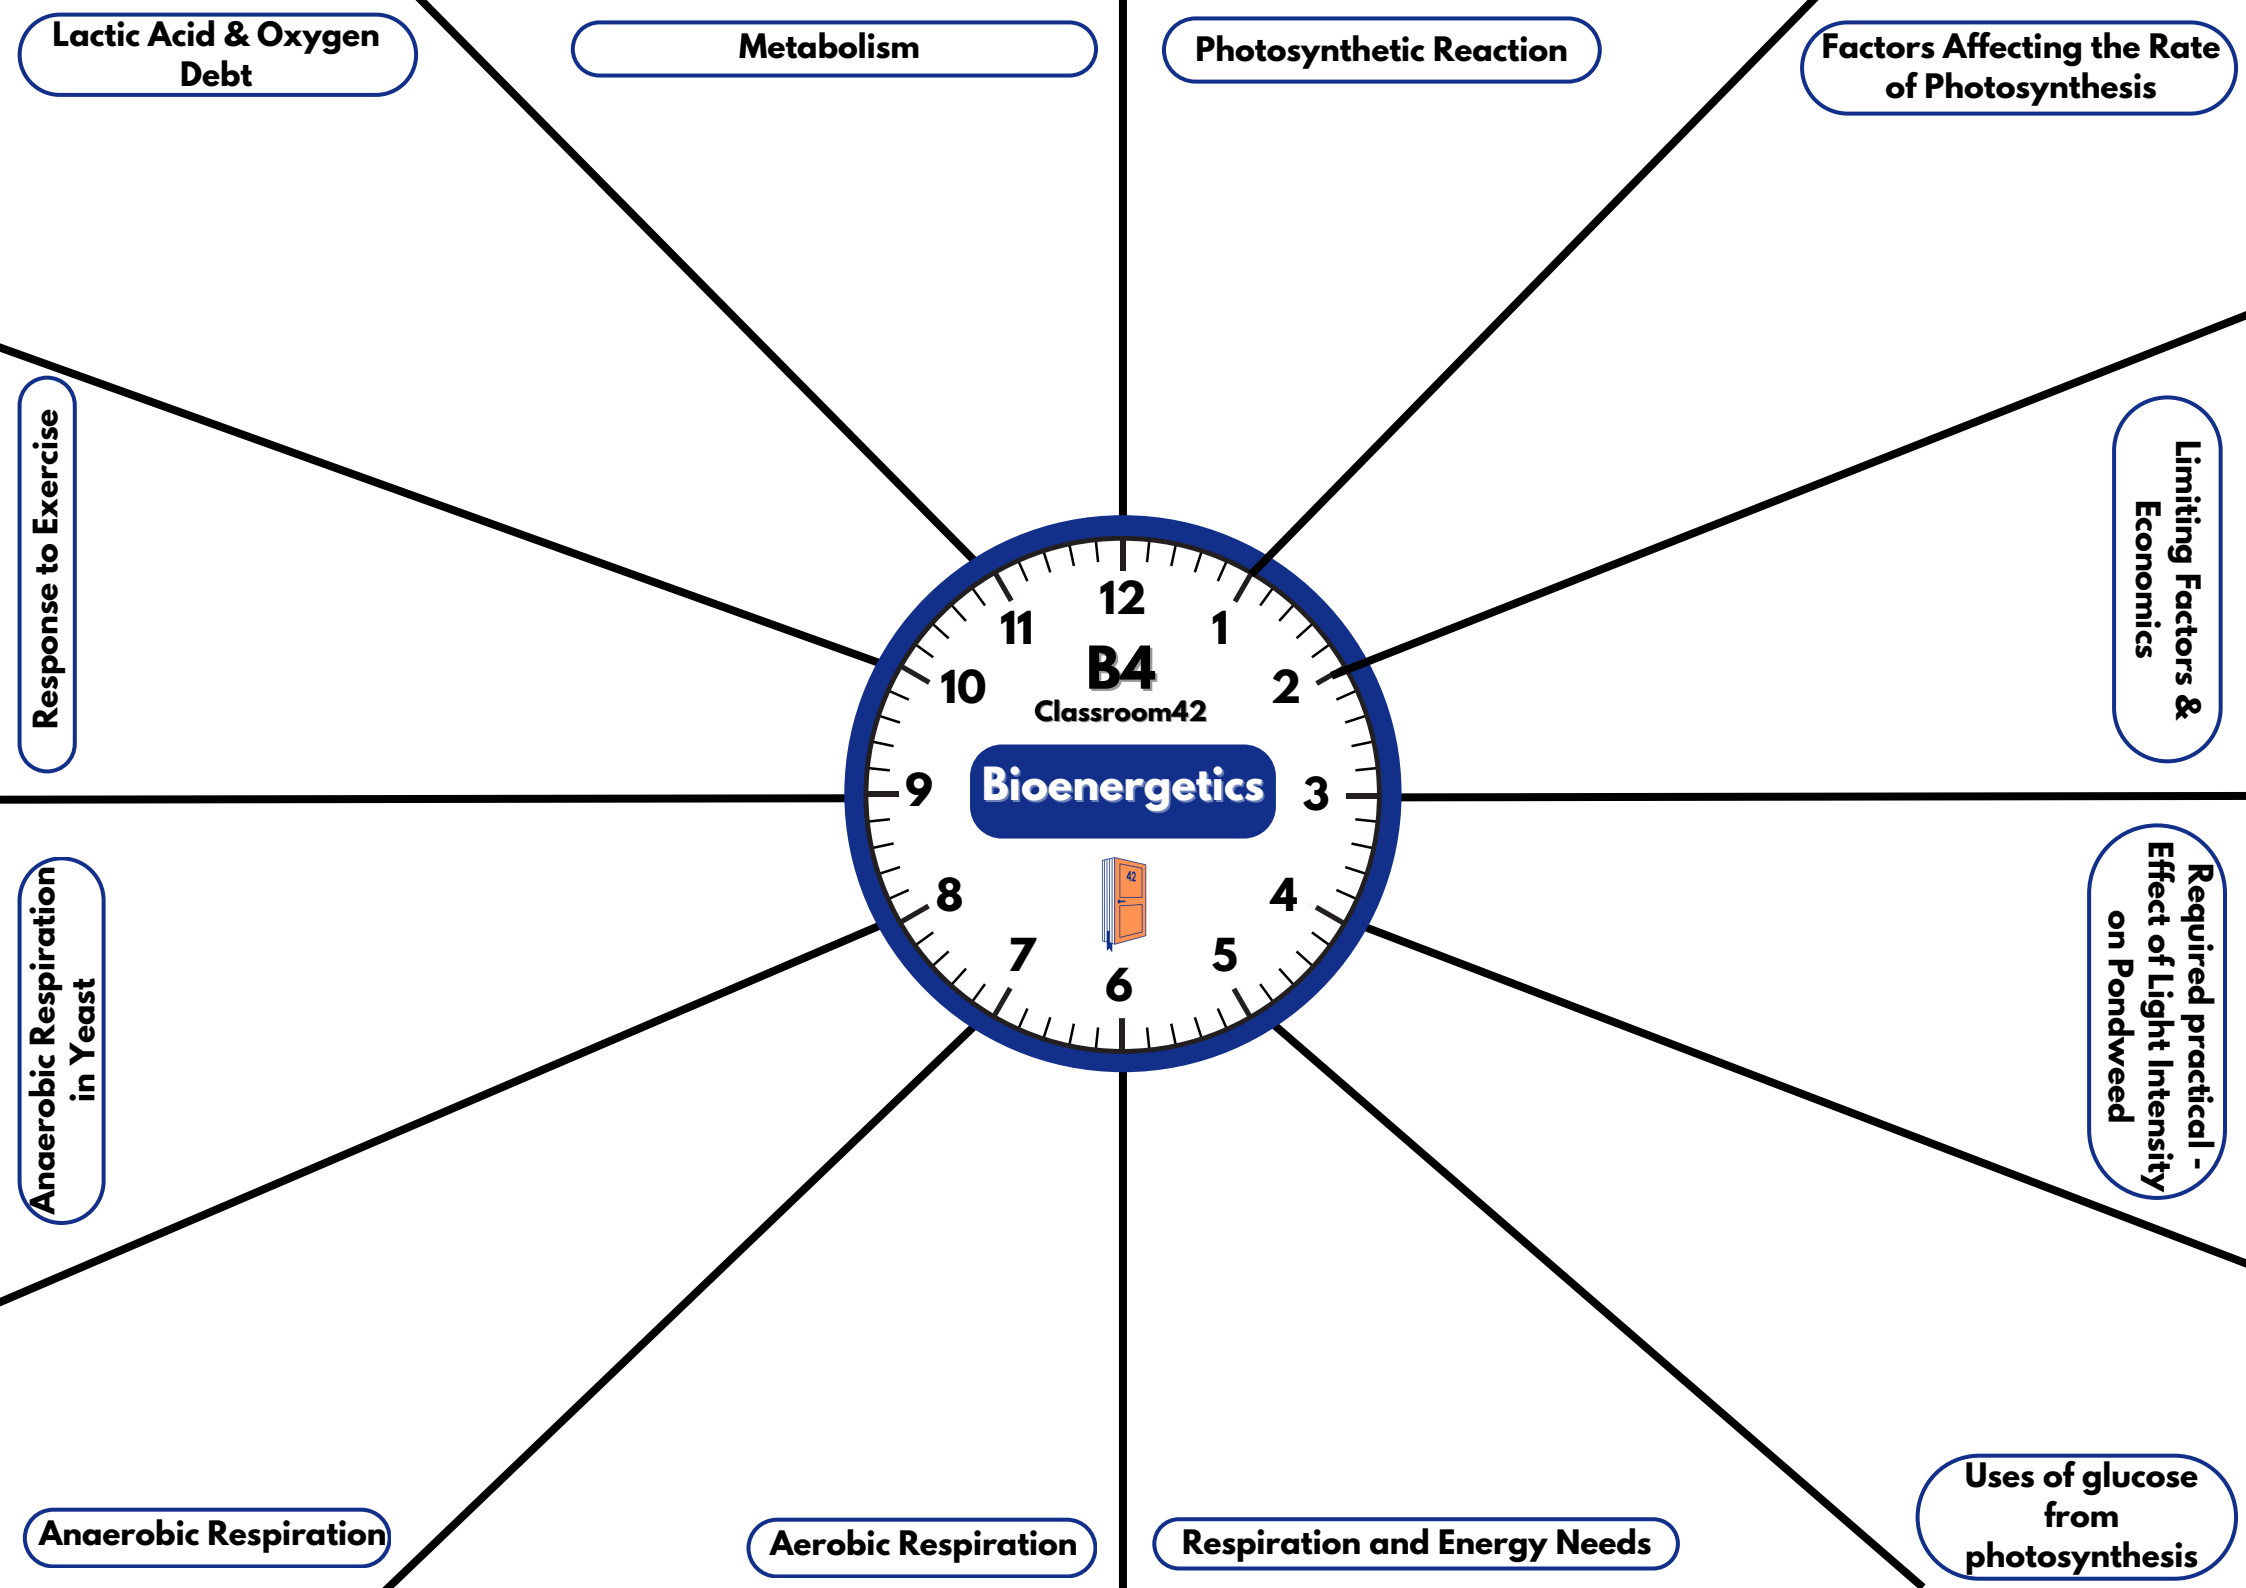 Lactic Acid & Oxygen
Debt
Metabolism
Photosynthetic Reaction
Factors Affecting the Rate
of Photosynthesis
Limiting Factors &
Economics
Required practical -
Effect of Light Intensity
on Pondweed
Uses of glucose
from
photosynthesis
Respiration and Energy Needs
Aerobic Respiration
Anaerobic Respiration
Anaerobic Respiration
in Yeast
Response to Exercise
12
1
2
3
4
5
6
7
8
9
10
11
B4
Classroom42
Bioenergetics
42